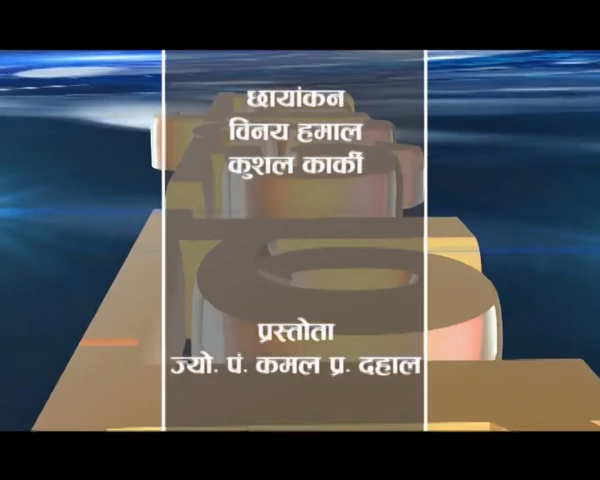 छायांकन
विनय हमाल
कुशल कार्की
प्रस्तोता
ज्यो. पं. कमल प्र. दहाल